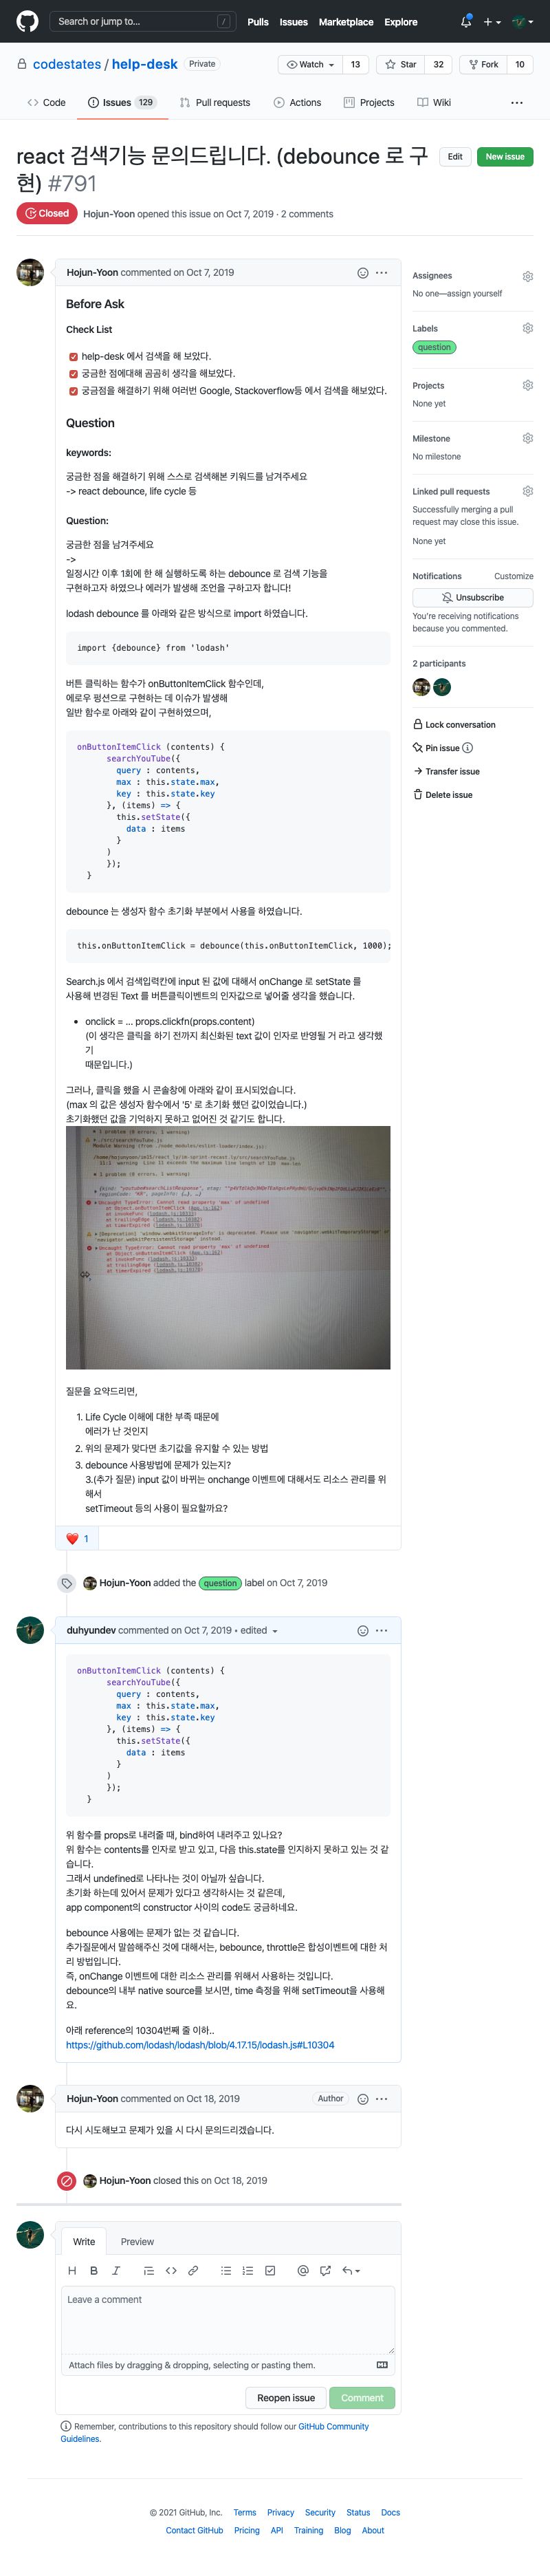 Search or jump to...
/
Pulls
Issues
Marketplace
Explore
codestates / help-desk
Private
Watch
13
Star
32
Fork
10
Code
Issues 129
Pull requests
Actions
Projects
Wiki
react 검색기능 문의드립니다. (debounce 로 구
현) #791
Edit
New issue
Closed
Hojun-Yoon opened this issue on Oct 7, 2019 · 2 comments
Hojun-Yoon commented on Oct 7, 2019
Before Ask
Check List
help-desk 에서 검색을 해 보았다.
궁금한 점에대해 곰곰히 생각을 해보았다.
궁금점을 해결하기 위해 여러번 Google, Stackoverflow등 에서 검색을 해보았다.
Question
keywords:
궁금한 점을 해결하기 위해 스스로 검색해본 키워드를 남겨주세요
-> react debounce, life cycle 등
Question:
궁금한 점을 남겨주세요
->
일정시간 이후 1회에 한 해 실행하도록 하는 debounce 로 검색 기능을
구현하고자 하였으나 에러가 발생해 조언을 구하고자 합니다!
lodash debounce 를 아래와 같은 방식으로 import 하였습니다.
import {debounce} from 'lodash'
버튼 클릭하는 함수가 onButtonItemClick 함수인데,
에로우 펑션으로 구현하는 데 이슈가 발생해
일반 함수로 아래와 같이 구현하였으며,
onButtonItemClick (contents) {
searchYouTube({
query : contents,
max : this.state.max,
key : this.state.key
}, (items) => {
this.setState({
data : items
}
)
});
}
debounce 는 생성자 함수 초기화 부분에서 사용을 하였습니다.
this.onButtonItemClick = debounce(this.onButtonItemClick, 1000);
Search.js 에서 검색입력칸에 input 된 값에 대해서 onChange 로 setState 를
사용해 변경된 Text 를 버튼클릭이벤트의 인자값으로 넣어줄 생각을 했습니다.
• onclick = ... props.clickfn(props.content)
(이 생각은 클릭을 하기 전까지 최신화된 text 값이 인자로 반영될 거 라고 생각했
기
때문입니다.)
그러나, 클릭을 했을 시 콘솔창에 아래와 같이 표시되었습니다.
(max 의 값은 생성자 함수에서 '5' 로 초기화 했던 값이었습니다.)
초기화했던 값을 기억하지 못하고 없어진 것 같기도 합니다.
Uncaught TypeError: Cannot read property 'max' of undefined
Uncaught TypeError: Cannot read property 'max' of undefined
질문을 요약드리면,
1. Life Cycle 이해에 대한 부족 때문에
에러가 난 것인지
2. 위의 문제가 맞다면 초기값을 유지할 수 있는 방법
3. debounce 사용방법에 문제가 있는지?
3.(추가 질문) input 값이 바뀌는 onchange 이벤트에 대해서도 리소스 관리를 위
해서
setTimeout 등의 사용이 필요할까요?
1
Hojun-Yoon added the question label on Oct 7, 2019
duhyundev commented on Oct 7, 2019 • edited
onButtonItemClick (contents) {
searchYouTube({
query : contents,
max : this.state.max,
key : this.state.key
}, (items) => {
this.setState({
data : items
}
)
});
}
위 함수를 props로 내려줄 때, bind하여 내려주고 있나요?
위 함수는 contents를 인자로 받고 있고, 다음 this.state를 인지하지 못하고 있는 것 같
습니다.
그래서 undefined로 나타나는 것이 아닐까 싶습니다.
초기화 하는데 있어서 문제가 있다고 생각하시는 것 같은데,
app component의 constructor 사이의 code도 궁금하네요.
bebounce 사용에는 문제가 없는 것 같습니다.
추가질문에서 말씀해주신 것에 대해서는, bebounce, throttle은 합성이벤트에 대한 처
리 방법입니다.
즉, onChange 이벤트에 대한 리소스 관리를 위해서 사용하는 것입니다.
debounce의 내부 native source를 보시면, time 측정을 위해 setTimeout을 사용해
요.
아래 reference의 10304번째 줄 이하..
https://github.com/lodash/lodash/blob/4.17.15/lodash.js#L10304
Hojun-Yoon commented on Oct 18, 2019
Author
다시 시도해보고 문제가 있을 시 다시 문의드리겠습니다.
Hojun-Yoon closed this on Oct 18, 2019
Write
Preview
Leave a comment
Attach files by dragging & dropping, selecting or pasting them.
Reopen issue
Comment
Remember, contributions to this repository should follow our GitHub Community
Guidelines.
Assignees
No one—assign yourself
Labels
question
Projects
None yet
Milestone
No milestone
Linked pull requests
Successfully merging a pull
request may close this issue.
None yet
Notifications
Customize
Unsubscribe
You're receiving notifications
because you commented.
2 participants
Lock conversation
Pin issue
Transfer issue
Delete issue
© 2021 GitHub, Inc.
Terms
Privacy
Security
Status
Docs
Contact GitHub
Pricing
API
Training
Blog
About